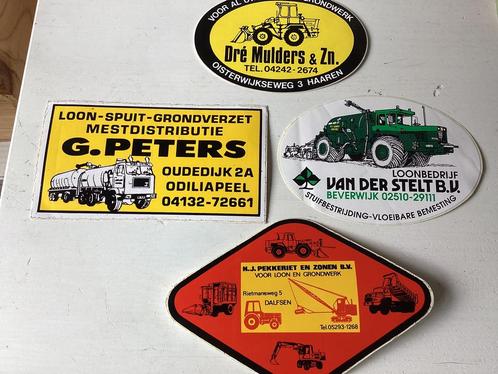 VOOR AL
GRONDWERK
Dré Mulders & Zn.
TEL. 04242-2674
OISTERWIJKSEWEG 3 HAAREN
LOON-SPUIT-GRONDVERZET
MESTDISTRIBUTIE
G.PETERS
OUDEDIJK 2A
ODILIAPEEL
04132-72661
LOONBEDRIJF
VAN DER STELT B.V.
BEVERWIJK 02510-29111
STUIFBESTRIJDING-VLOEIBARE BEMESTING
H.J. PEKKERIET EN ZONEN B.V.
VOOR LOON EN GRONDWERK
Rietmansweg 5
DALFSEN
Tel. 05293-1268